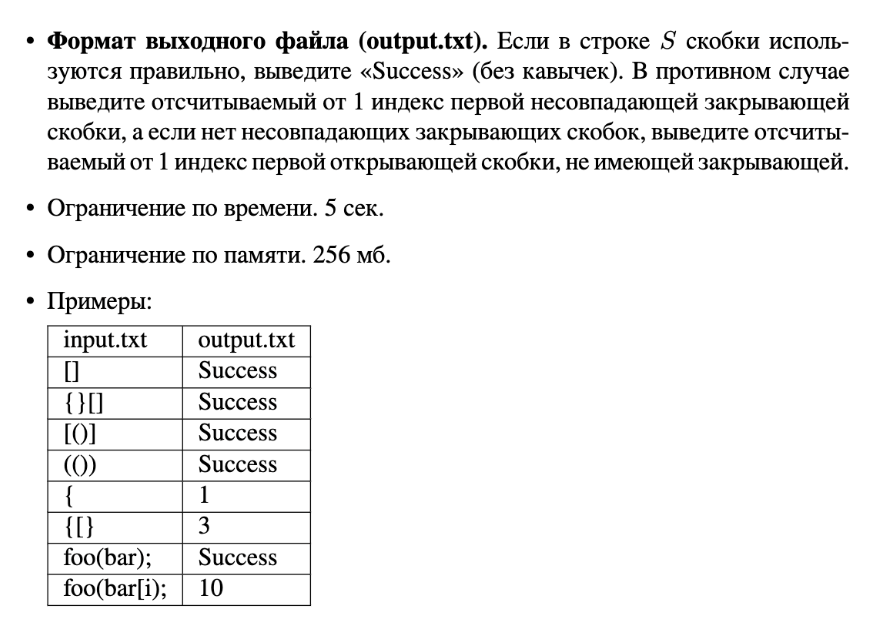 • Формат выходного файла (output.txt). Если в строке S скобки исполь-
зуются правильно, выведите «Success» (без кавычек). В противном случае
выведите отсчитываемый от 1 индекс первой несовпадающей закрывающей
скобки, а если нет несовпадающих закрывающих скобок, выведите отсчиты-
ваемый от 1 индекс первой открывающей скобки, не имеющей закрывающей.
• Ограничение по времени. 5 сек.
• Ограничение по памяти. 256 мб.
• Примеры:
input.txt output.txt
[] Success
{}[] Success
[()] Success
(()) Success
{ 1
{[} 3
foo(bar); Success
foo(bar[i); 10